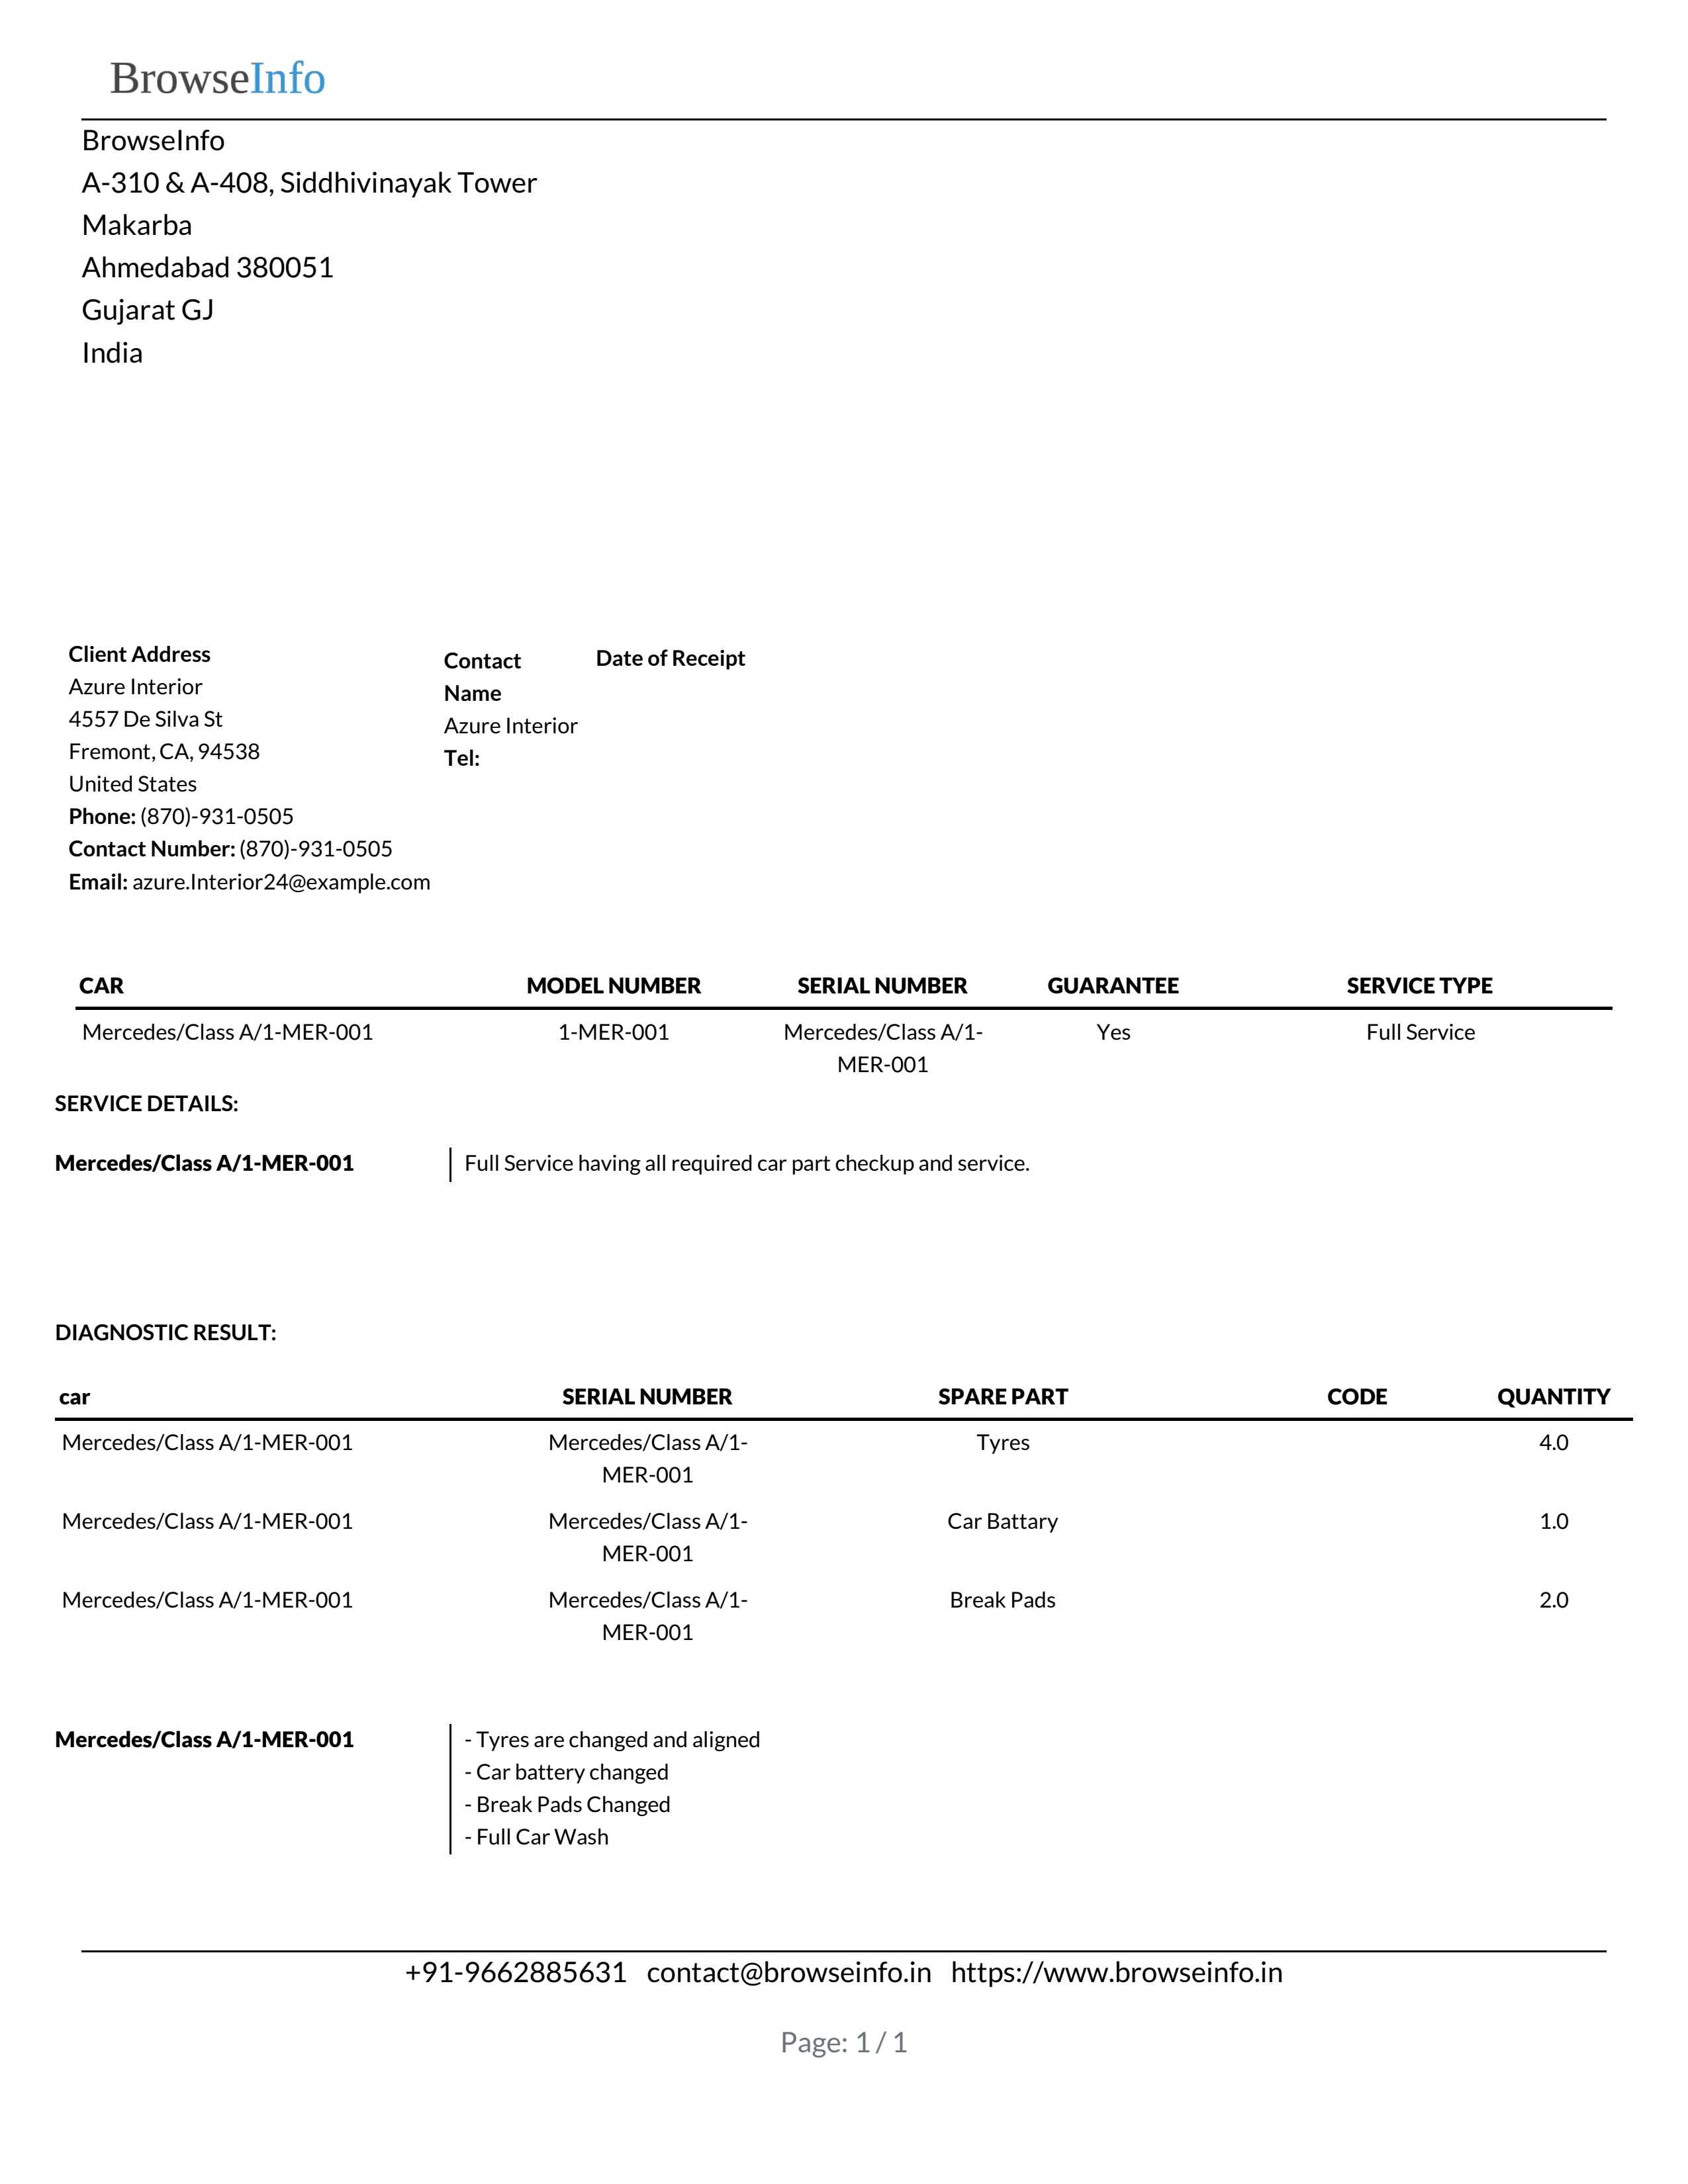 BrowseInfo
BrowseInfo
A-310 & A-408, Siddhivinayak Tower
Makarba
Ahmedabad 380051
Gujarat GJ
India
Client Address
Azure Interior
4557 De Silva St
Fremont, CA, 94538
United States
Phone: (870)-931-0505
Contact Number: (870)-931-0505
Email: azure.Interior24@example.com
Contact
Name
Azure Interior
Tel:
Date of Receipt
CAR MODEL NUMBER SERIAL NUMBER GUARANTEE SERVICE TYPE
Mercedes/Class A/1-MER-001 1-MER-001 Mercedes/Class A/1- Yes Full Service
MER-001
SERVICE DETAILS:
Mercedes/Class A/1-MER-001 Full Service having all required car part checkup and service.
DIAGNOSTIC RESULT:
car SERIAL NUMBER SPARE PART CODE QUANTITY
Mercedes/Class A/1-MER-001 Mercedes/Class A/1- Tyres 4.0
MER-001
Mercedes/Class A/1-MER-001 Mercedes/Class A/1- Car Battary 1.0
MER-001
Mercedes/Class A/1-MER-001 Mercedes/Class A/1- Break Pads 2.0
MER-001
Mercedes/Class A/1-MER-001 - Tyres are changed and aligned
- Car battery changed
- Break Pads Changed
- Full Car Wash
+91-9662885631 contact@browseinfo.in https://www.browseinfo.in
Page: 1 / 1